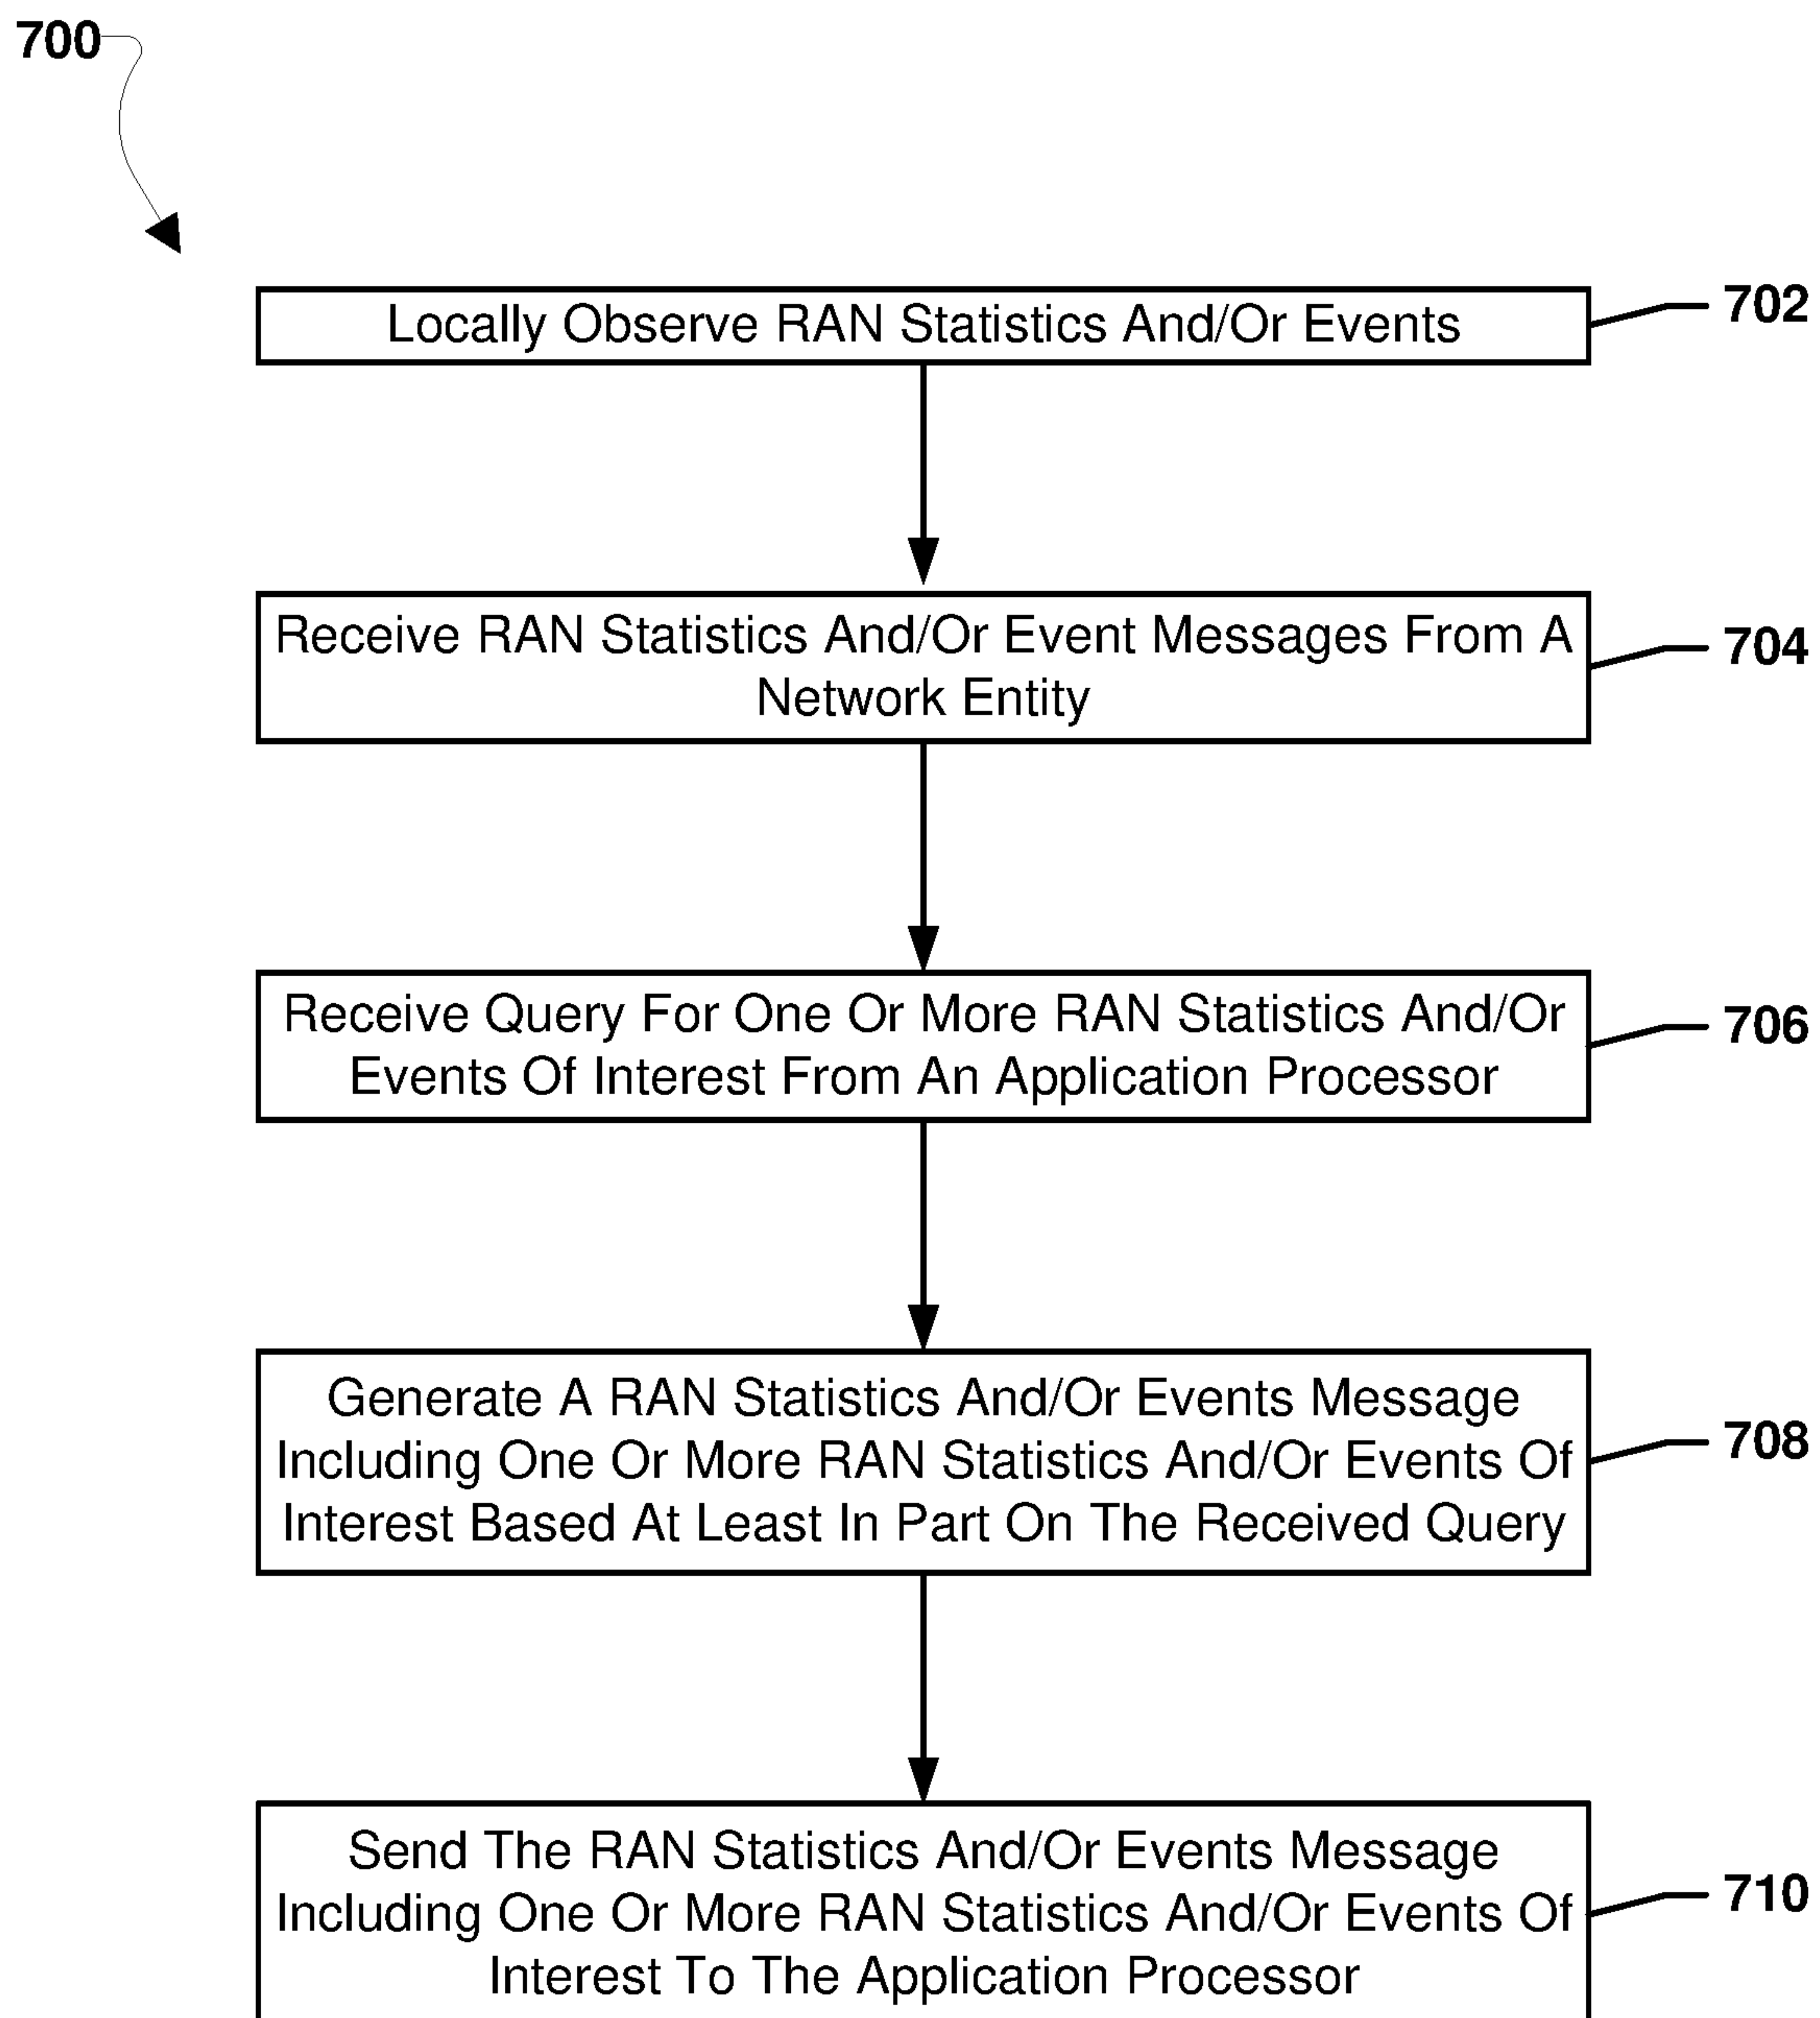 700
Locally Observe RAN Statistics And/Or Events
702
Receive RAN Statistics And/Or Event Messages From A
Network Entity
704
Receive Query For One Or More RAN Statistics And/Or
Events Of Interest From An Application Processor
706
Generate A RAN Statistics And/Or Events Message
Including One Or More RAN Statistics And/Or Events Of
Interest Based At Least In Part On The Received Query
708
Send The RAN Statistics And/Or Events Message
Including One Or More RAN Statistics And/Or Events Of
Interest To The Application Processor
710